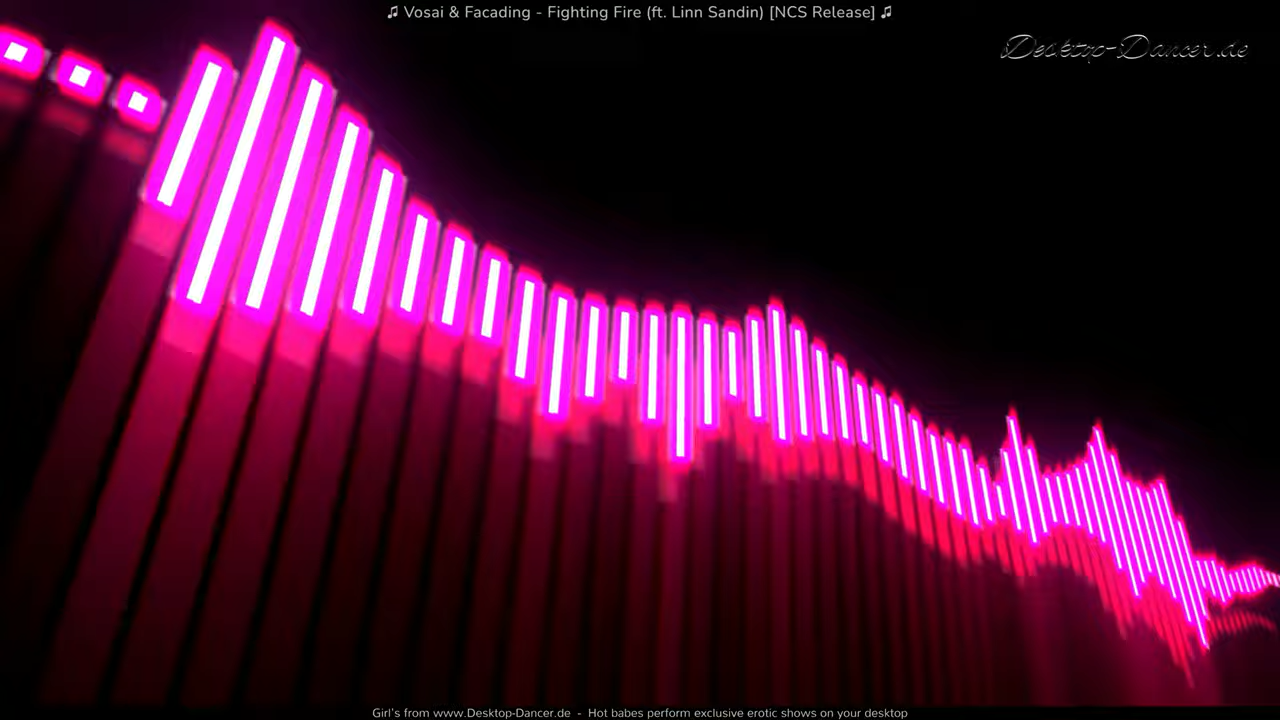 ♫ Vosai & Facading - Fighting Fire (ft. Linn Sandin) [NCS Release] ♫
Desktop-Dancer.de
Girl's from www.Desktop-Dancer.de - Hot babes perform exclusive erotic shows on your desktop